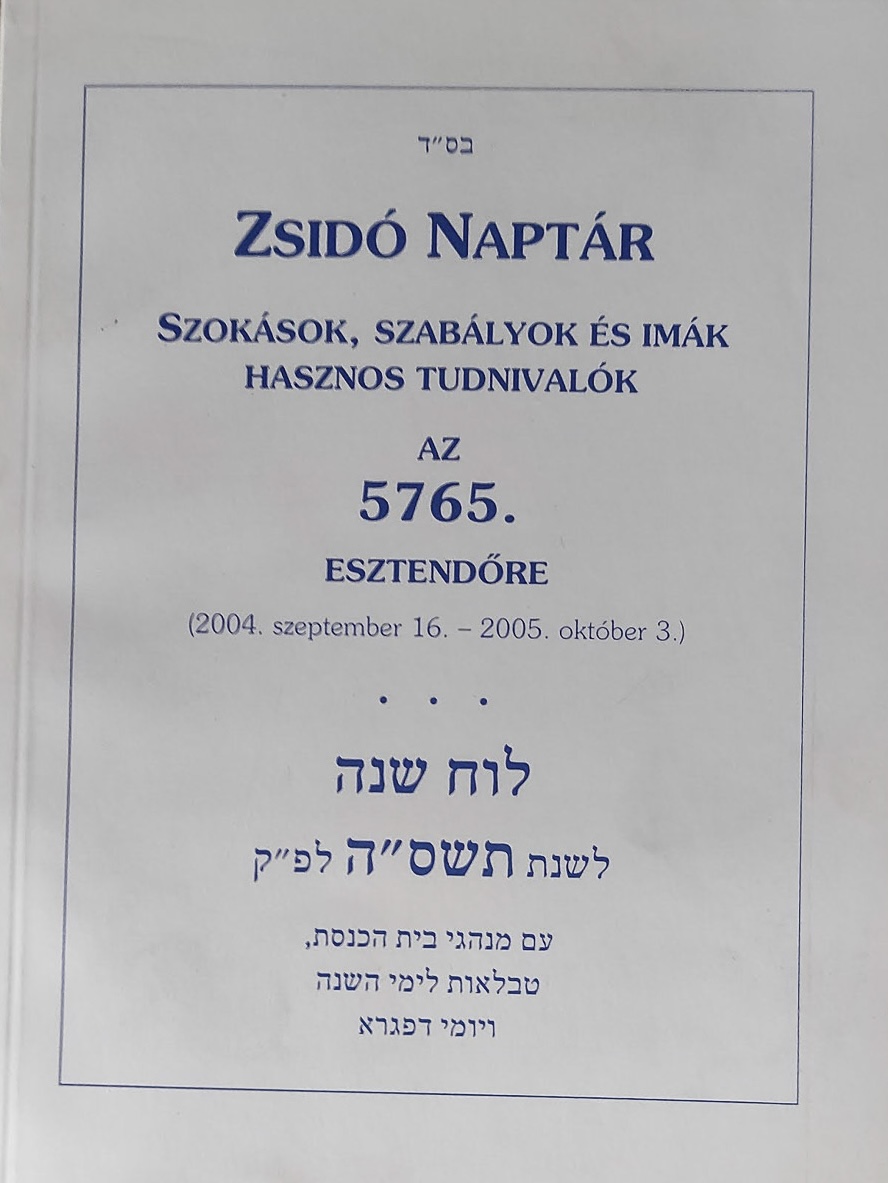 בס״ד
ZSIDÓ NAPTÁR
SZOKÁSOK, SZABÁLYOK ÉS IMÁK
HASZNOS TUDNIVALÓK
AZ
5765.
ESZTENDŐRE
(2004. szeptember 16. – 2005. október 3.)
• • •
לוח שנה
לשנת תשס״ה לפ״ק
עם מנהגי בית הכנסת,
טבלאות לימי השנה
ויומי דפגרא